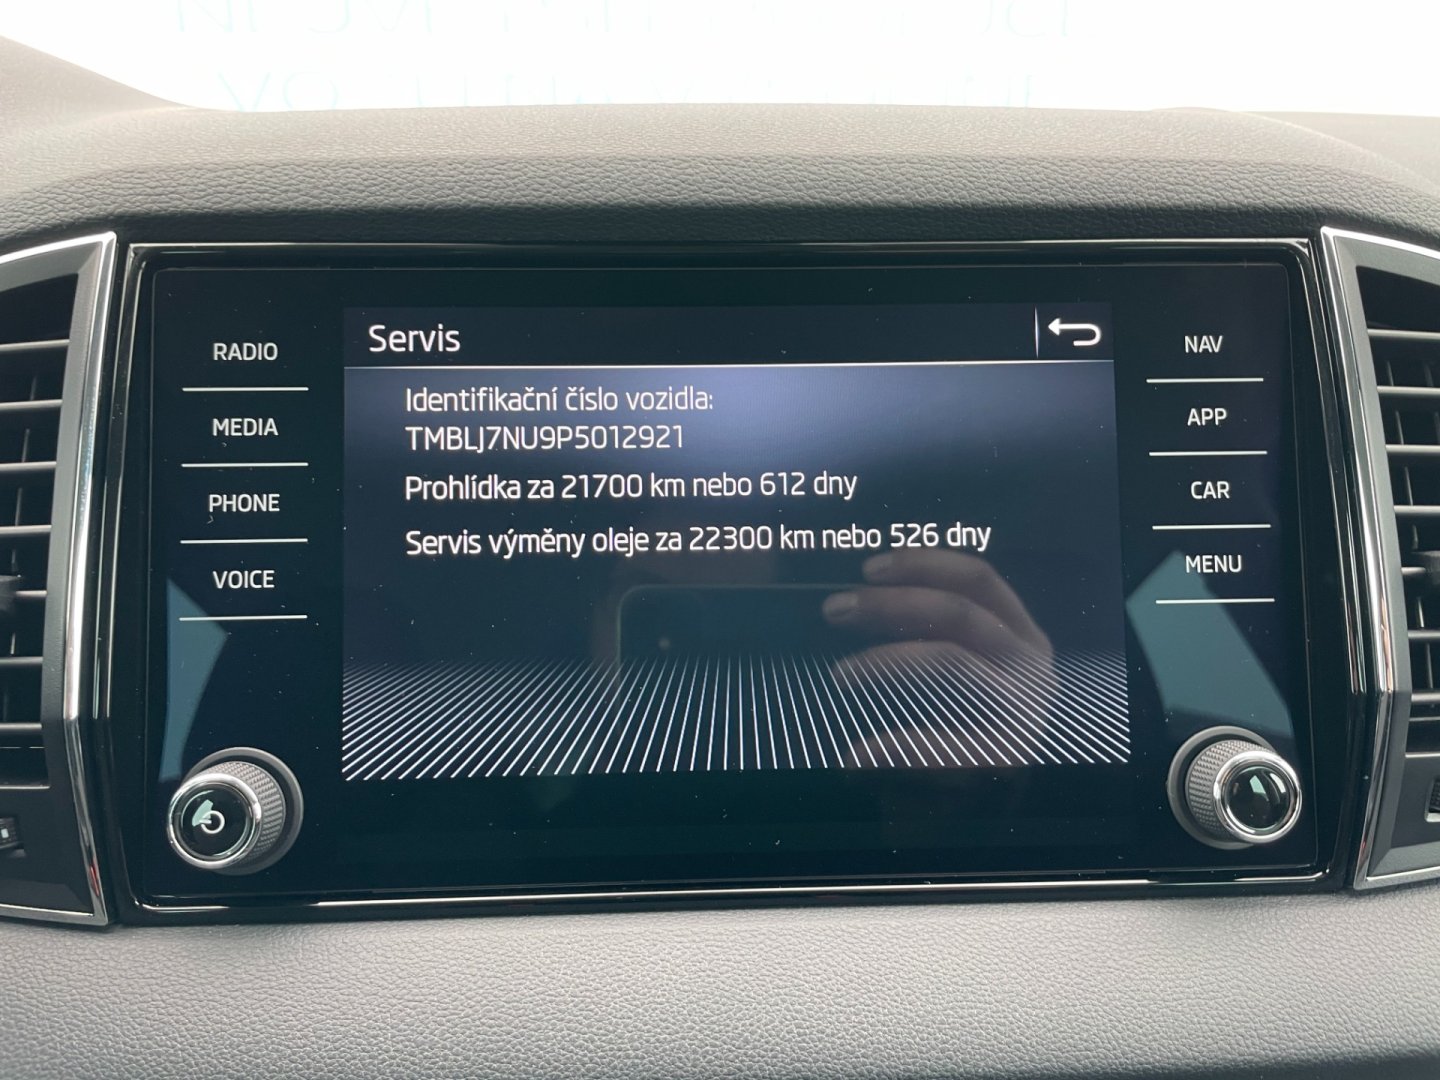 Servis
RADIO
MEDIA
PHONE
VOICE
Identifikační číslo vozidla:
TMBLJ7NU9P5012921
Prohlídka za 21700 km nebo 612 dny
Servis výměny oleje za 22300 km nebo 526 dny
NAV
APP
CAR
MENU